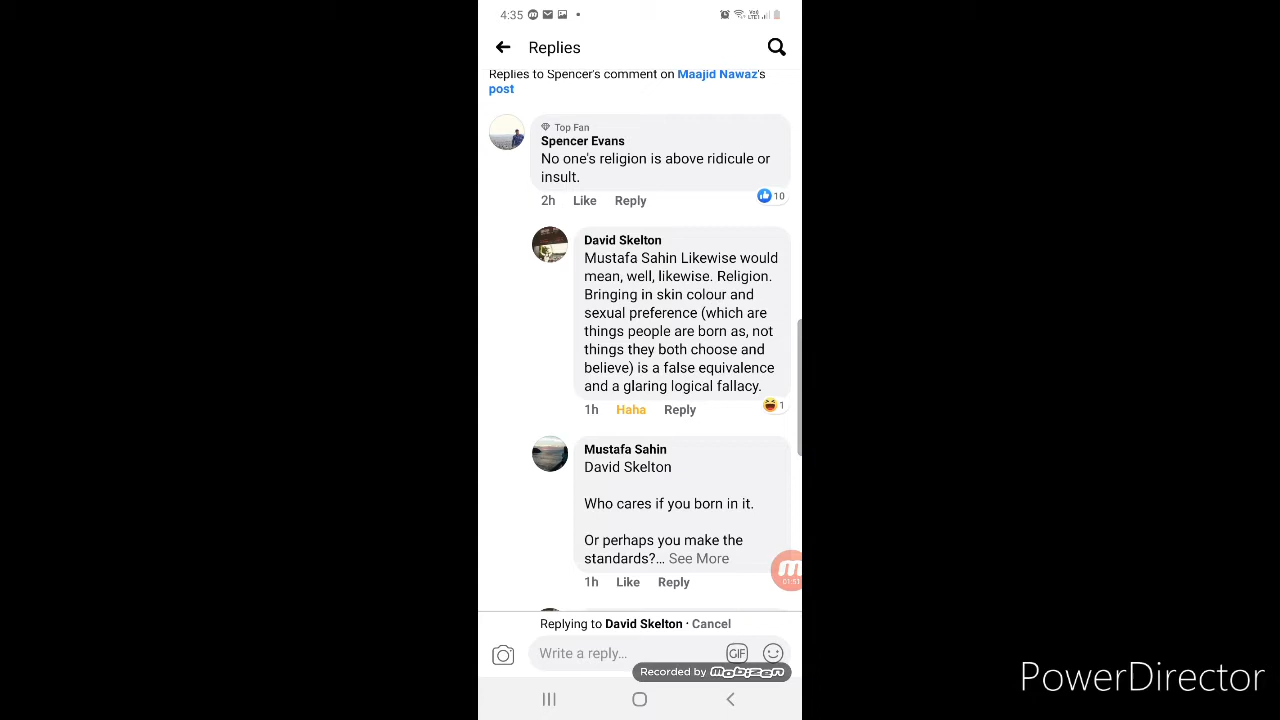 4:35
Replies
Replies to Spencer's comment on Maajid Nawaz's
post
Top Fan
Spencer Evans
No one's religion is above ridicule or
insult.
2h Like Reply 10
David Skelton
Mustafa Sahin Likewise would
mean, well, likewise. Religion.
Bringing in skin colour and
sexual preference (which are
things people are born as, not
things they both choose and
believe) is a false equivalence
and a glaring logical fallacy.
1h Haha Reply 1
Mustafa Sahin
David Skelton
Who cares if you born in it.
Or perhaps you make the
standards?... See More
1h Like Reply
Replying to David Skelton · Cancel
Write a reply... GIF
Recorded by Mobizen
PowerDirector